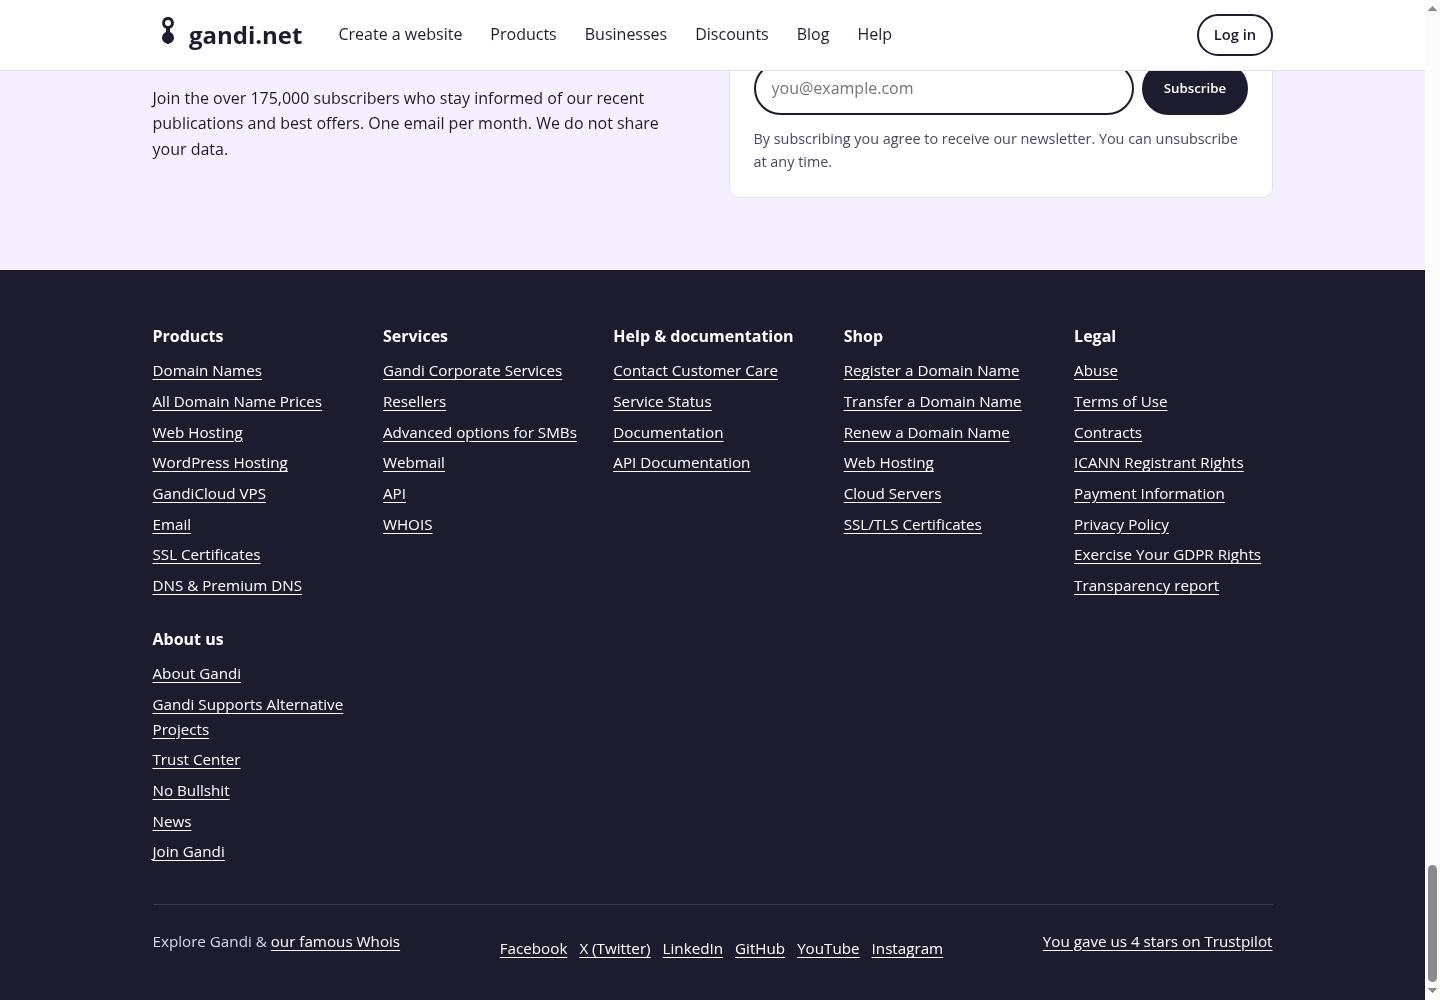 gandi.net
Create a website
Products
Businesses
Discounts
Blog
Help
Log in
Join the over 175,000 subscribers who stay informed of our recent
publications and best offers. One email per month. We do not share
your data.
you@example.com
Subscribe
By subscribing you agree to receive our newsletter. You can unsubscribe
at any time.
Products
Domain Names
All Domain Name Prices
Web Hosting
WordPress Hosting
GandiCloud VPS
Email
SSL Certificates
DNS & Premium DNS
Services
Gandi Corporate Services
Resellers
Advanced options for SMBs
Webmail
API
WHOIS
Help & documentation
Contact Customer Care
Service Status
Documentation
API Documentation
Shop
Register a Domain Name
Transfer a Domain Name
Renew a Domain Name
Web Hosting
Cloud Servers
SSL/TLS Certificates
Legal
Abuse
Terms of Use
Contracts
ICANN Registrant Rights
Payment Information
Privacy Policy
Exercise Your GDPR Rights
Transparency report
About us
About Gandi
Gandi Supports Alternative
Projects
Trust Center
No Bullshit
News
Join Gandi
Explore Gandi & our famous Whois
Facebook
X (Twitter)
LinkedIn
GitHub
YouTube
Instagram
You gave us 4 stars on Trustpilot